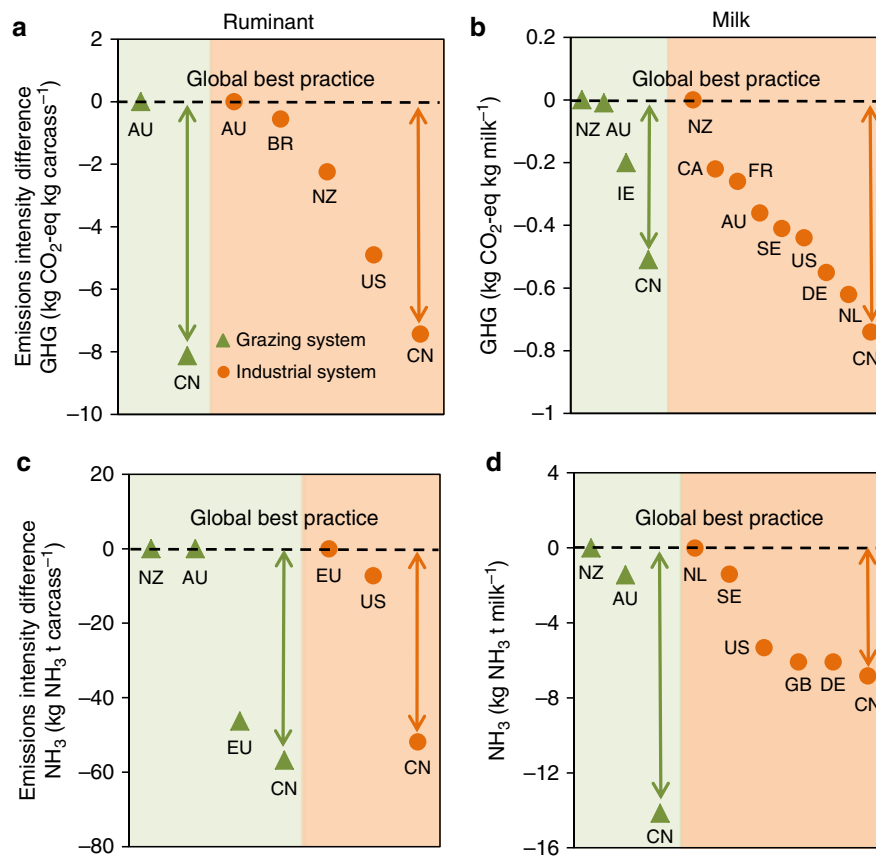 a
Ruminant
Emissions intensity difference
GHG (kg CO₂-eq kg carcass⁻¹)
2
0
−2
−4
−6
−8
−10
Global best practice
AU
AU
BR
NZ
US
CN
CN
Grazing system
Industrial system
b
Milk
GHG (kg CO₂-eq kg milk⁻¹)
0.2
0
−0.2
−0.4
−0.6
−0.8
−1
Global best practice
NZ AU
NZ
IE
CA
FR
AU
SE
US
DE
NL
CN
CN
c
Emissions intensity difference
NH₃ (kg NH₃ t carcass⁻¹)
20
0
−20
−40
−60
−80
Global best practice
NZ
AU
EU
US
EU
CN
CN
d
NH₃ (kg NH₃ t milk⁻¹)
4
0
−4
−8
−12
−16
Global best practice
NZ
AU
NL
SE
US
GB
DE
CN
CN